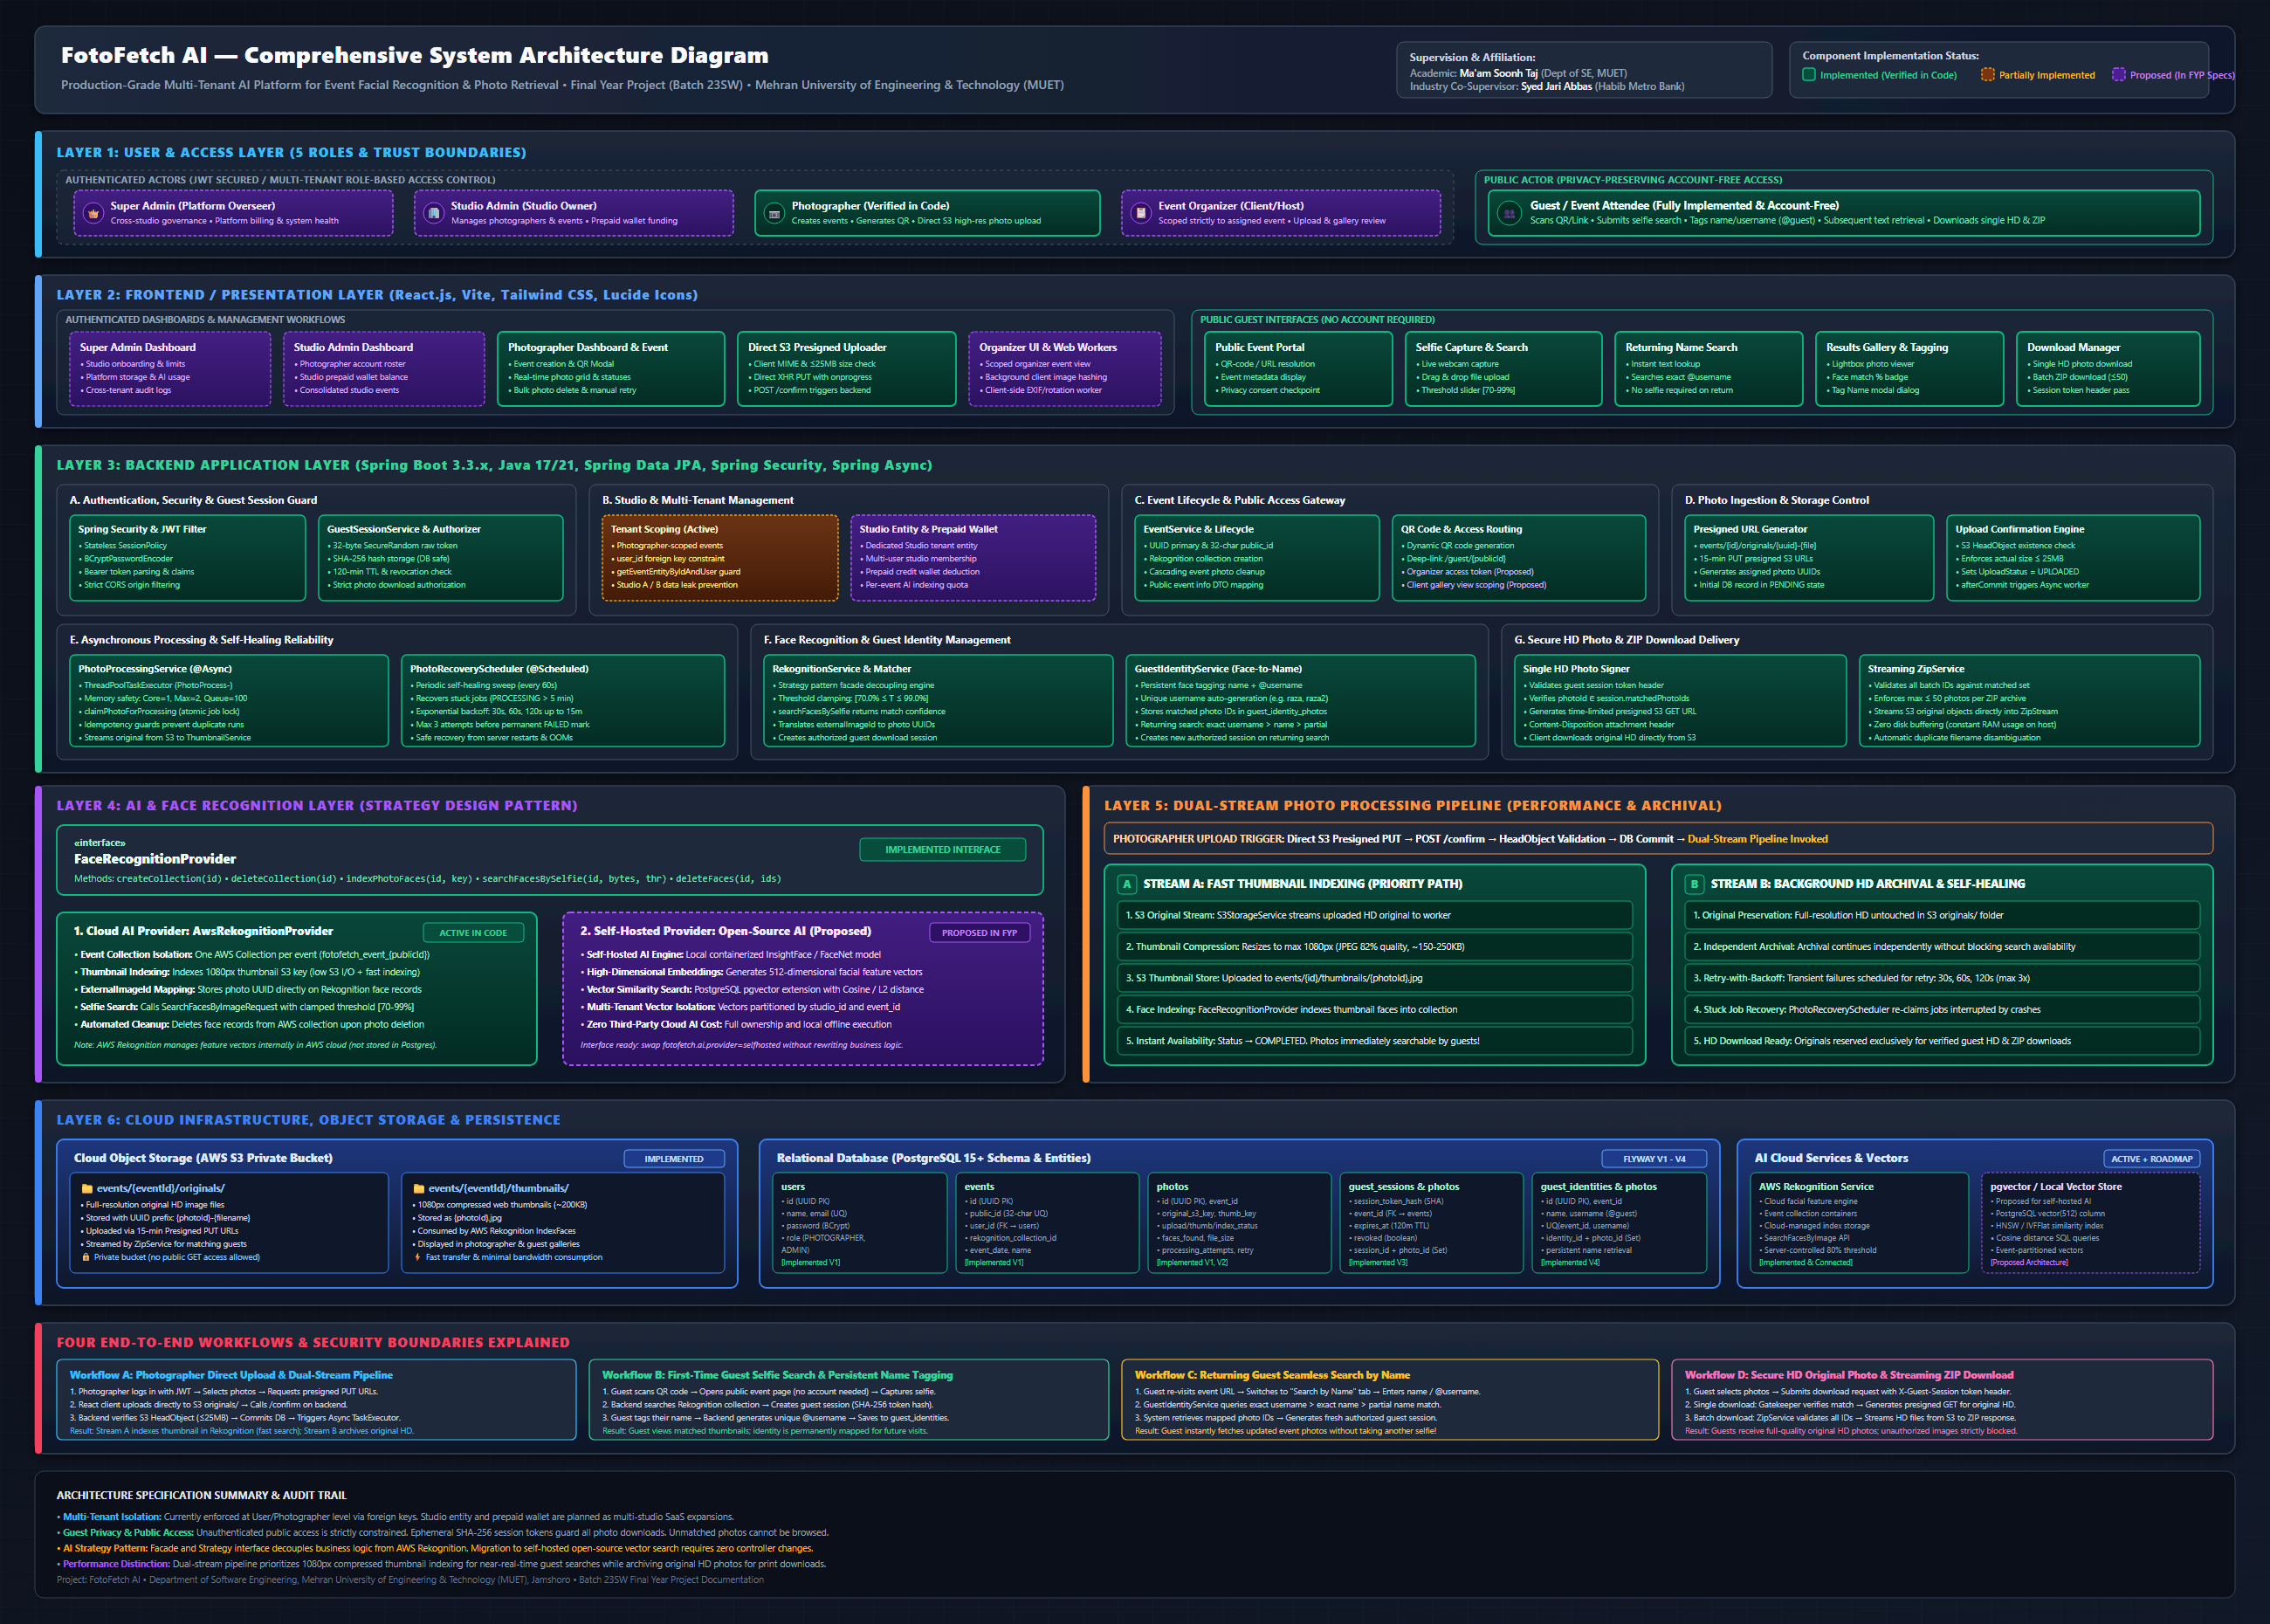 FotoFetch AI — Comprehensive System Architecture Diagram
Production-Grade Multi-Tenant AI Platform for Event Facial Recognition & Photo Retrieval • Final Year Project (Batch 23SW) • Mehran University of Engineering & Technology (MUET)
Supervision & Affiliation:
Academic: Ma'am Soonh Taj (Dept of SE, MUET)
Industry Co-Supervisor: Syed Jari Abbas (Habib Metro Bank)
Component Implementation Status:
Implemented (Verified in Code)
Partially Implemented
Proposed (In FYP Specs)
LAYER 1: USER & ACCESS LAYER (5 ROLES & TRUST BOUNDARIES)
AUTHENTICATED ACTORS (JWT SECURED / MULTI-TENANT ROLE-BASED ACCESS CONTROL)
Super Admin (Platform Overseer)
Cross-studio governance • Platform billing & system health
Studio Admin (Studio Owner)
Manages photographers & events • Prepaid wallet funding
Photographer (Verified in Code)
Creates events • Generates QR • Direct S3 high-res photo upload
Event Organizer (Client/Host)
Scoped strictly to assigned event • Upload & gallery review
PUBLIC ACTOR (PRIVACY-PRESERVING ACCOUNT-FREE ACCESS)
Guest / Event Attendee (Fully Implemented & Account-Free)
Scans QR/Link • Submits selfie search • Tags name/username (@guest) • Subsequent text retrieval • Downloads single HD & ZIP
LAYER 2: FRONTEND / PRESENTATION LAYER (React.js, Vite, Tailwind CSS, Lucide Icons)
AUTHENTICATED DASHBOARDS & MANAGEMENT WORKFLOWS
Super Admin Dashboard
• Studio onboarding & limits
• Platform storage & AI usage
• Cross-tenant audit logs
Studio Admin Dashboard
• Photographer account roster
• Studio prepaid wallet balance
• Consolidated studio events
Photographer Dashboard & Event
• Event creation & QR Modal
• Real-time photo grid & statuses
• Bulk photo delete & manual retry
Direct S3 Presigned Uploader
• Client MIME & ≤25MB size check
• Direct XHR PUT with onprogress
• POST /confirm triggers backend
Organizer UI & Web Workers
• Scoped organizer event view
• Background client image hashing
• Client-side EXIF/rotation worker
PUBLIC GUEST INTERFACES (NO ACCOUNT REQUIRED)
Public Event Portal
• QR-code / URL resolution
• Event metadata display
• Privacy consent checkpoint
Selfie Capture & Search
• Live webcam capture
• Drag & drop file upload
• Threshold slider [70-99%]
Returning Name Search
• Instant text lookup
• Searches exact @username
• No selfie required on return
Results Gallery & Tagging
• Lightbox photo viewer
• Face match % badge
• Tag Name modal dialog
Download Manager
• Single HD photo download
• Batch ZIP download (≤50)
• Session token header pass
LAYER 3: BACKEND APPLICATION LAYER (Spring Boot 3.3.x, Java 17/21, Spring Data JPA, Spring Security, Spring Async)
A. Authentication, Security & Guest Session Guard
Spring Security & JWT Filter
• Stateless SessionPolicy
• BCryptPasswordEncoder
• Bearer token parsing & claims
• Strict CORS origin filtering
GuestSessionService & Authorizer
• 32-byte SecureRandom raw token
• SHA-256 hash storage (DB safe)
• 120-min TTL & revocation check
• Strict photo download authorization
B. Studio & Multi-Tenant Management
Tenant Scoping (Active)
• Photographer-scoped events
• user_id foreign key constraint
• getEventEntityByIdAndUser guard
• Studio A / B data leak prevention
Studio Entity & Prepaid Wallet
• Dedicated Studio tenant entity
• Multi-user studio membership
• Prepaid credit wallet deduction
• Per-event AI indexing quota
C. Event Lifecycle & Public Access Gateway
EventService & Lifecycle
• UUID primary & 32-char public_id
• Rekognition collection creation
• Cascading event photo cleanup
• Public event info DTO mapping
QR Code & Access Routing
• Dynamic QR code generation
• Deep-link /guest/{publicId}
• Organizer access token (Proposed)
• Client gallery view scoping (Proposed)
D. Photo Ingestion & Storage Control
Presigned URL Generator
• events/{id}/originals/{uuid}-{file}
• 15-min PUT presigned S3 URLs
• Generates assigned photo UUIDs
• Initial DB record in PENDING state
Upload Confirmation Engine
• S3 HeadObject existence check
• Enforces actual size ≤ 25MB
• Sets UploadStatus = UPLOADED
• afterCommit triggers Async worker
E. Asynchronous Processing & Self-Healing Reliability
PhotoProcessingService (@Async)
• ThreadPoolTaskExecutor (PhotoProcess-)
• Memory safety: Core=1, Max=2, Queue=100
• claimPhotoForProcessing (atomic job lock)
• Idempotency guards prevent duplicate runs
• Streams original from S3 to ThumbnailService
PhotoRecoveryScheduler (@Scheduled)
• Periodic self-healing sweep (every 60s)
• Recovers stuck jobs (PROCESSING > 5 min)
• Exponential backoff: 30s, 60s, 120s up to 15m
• Max 3 attempts before permanent FAILED mark
• Safe recovery from server restarts & OOMs
F. Face Recognition & Guest Identity Management
RekognitionService & Matcher
• Strategy pattern facade decoupling engine
• Threshold clamping: [70.0% ≤ T ≤ 99.0%]
• searchFacesBySelfie returns match confidence
• Translates externalImageId to photo UUIDs
• Creates authorized guest download session
GuestIdentityService (Face-to-Name)
• Persistent face tagging: name + @username
• Unique username auto-generation (e.g. raza, raza2)
• Stores matched photo IDs in guest_identity_photos
• Returning search: exact username > name > partial
• Creates new authorized session on returning search
G. Secure HD Photo & ZIP Download Delivery
Single HD Photo Signer
• Validates guest session token header
• Verifies photoId ∈ session.matchedPhotoIds
• Generates time-limited presigned S3 GET URL
• Content-Disposition attachment header
• Client downloads original HD directly from S3
Streaming ZipService
• Validates all batch IDs against matched set
• Enforces max ≤ 50 photos per ZIP archive
• Streams S3 original objects directly into ZipStream
• Zero disk buffering (constant RAM usage on host)
• Automatic duplicate filename disambiguation
LAYER 4: AI & FACE RECOGNITION LAYER (STRATEGY DESIGN PATTERN)
«interface»
FaceRecognitionProvider
Methods: createCollection(id) • deleteCollection(id) • indexPhotoFaces(id, key) • searchFacesBySelfie(id, bytes, thr) • deleteFaces(id, ids)
IMPLEMENTED INTERFACE
1. Cloud AI Provider: AwsRekognitionProvider
ACTIVE IN CODE
• Event Collection Isolation: One AWS Collection per event (fotofetch_event_{publicId})
• Thumbnail Indexing: Indexes 1080px thumbnail S3 key (low S3 I/O + fast indexing)
• ExternalImageId Mapping: Stores photo UUID directly on Rekognition face records
• Selfie Search: Calls SearchFacesByImageRequest with clamped threshold [70-99%]
• Automated Cleanup: Deletes face records from AWS collection upon photo deletion
Note: AWS Rekognition manages feature vectors internally in AWS cloud (not stored in Postgres).
2. Self-Hosted Provider: Open-Source AI (Proposed)
PROPOSED IN FYP
• Self-Hosted AI Engine: Local containerized InsightFace / FaceNet model
• High-Dimensional Embeddings: Generates 512-dimensional facial feature vectors
• Vector Similarity Search: PostgreSQL pgvector extension with Cosine / L2 distance
• Multi-Tenant Vector Isolation: Vectors partitioned by studio_id and event_id
• Zero Third-Party Cloud AI Cost: Full ownership and local offline execution
Interface ready: swap fotofetch.ai.provider=selfhosted without rewriting business logic.
LAYER 5: DUAL-STREAM PHOTO PROCESSING PIPELINE (PERFORMANCE & ARCHIVAL)
PHOTOGRAPHER UPLOAD TRIGGER: Direct S3 Presigned PUT → POST /confirm → HeadObject Validation → DB Commit → Dual-Stream Pipeline Invoked
A STREAM A: FAST THUMBNAIL INDEXING (PRIORITY PATH)
1. S3 Original Stream: S3StorageService streams uploaded HD original to worker
2. Thumbnail Compression: Resizes to max 1080px (JPEG 82% quality, ~150-250KB)
3. S3 Thumbnail Store: Uploaded to events/{id}/thumbnails/{photoId}.jpg
4. Face Indexing: FaceRecognitionProvider indexes thumbnail faces into collection
5. Instant Availability: Status → COMPLETED. Photos immediately searchable by guests!
B STREAM B: BACKGROUND HD ARCHIVAL & SELF-HEALING
1. Original Preservation: Full-resolution HD untouched in S3 originals/ folder
2. Independent Archival: Archival continues independently without blocking search availability
3. Retry-with-Backoff: Transient failures scheduled for retry: 30s, 60s, 120s (max 3x)
4. Stuck Job Recovery: PhotoRecoveryScheduler re-claims jobs interrupted by crashes
5. HD Download Ready: Originals reserved exclusively for verified guest HD & ZIP downloads
LAYER 6: CLOUD INFRASTRUCTURE, OBJECT STORAGE & PERSISTENCE
Cloud Object Storage (AWS S3 Private Bucket)
IMPLEMENTED
events/{eventId}/originals/
• Full-resolution original HD image files
• Stored with UUID prefix: {photoId}-{filename}
• Uploaded via 15-min Presigned PUT URLs
• Streamed by ZipService for matching guests
Private bucket (no public GET access allowed)
events/{eventId}/thumbnails/
• 1080px compressed web thumbnails (~200KB)
• Stored as {photoId}.jpg
• Consumed by AWS Rekognition IndexFaces
• Displayed in photographer & guest galleries
Fast transfer & minimal bandwidth consumption
Relational Database (PostgreSQL 15+ Schema & Entities)
FLYWAY V1 - V4
users
• id (UUID PK)
• name, email (UQ)
• password (BCrypt)
• role (PHOTOGRAPHER,
ADMIN)
[Implemented V1]
events
• id (UUID PK)
• public_id (32-char UQ)
• user_id (FK → users)
• rekognition_collection_id
• event_date, name
[Implemented V1]
photos
• id (UUID PK), event_id
• original_s3_key, thumb_key
• upload/thumb/index_status
• faces_found, file_size
• processing_attempts, retry
[Implemented V1, V2]
guest_sessions & photos
• session_token_hash (SHA)
• event_id (FK → events)
• expires_at (120m TTL)
• revoked (boolean)
• session_id + photo_id (Set)
[Implemented V3]
guest_identities & photos
• id (UUID PK), event_id
• name, username (@guest)
• UQ(event_id, username)
• identity_id + photo_id (Set)
• persistent name retrieval
[Implemented V4]
AI Cloud Services & Vectors
ACTIVE + ROADMAP
AWS Rekognition Service
• Cloud facial feature engine
• Event collection containers
• Cloud-managed index storage
• SearchFacesByImage API
• Server-controlled 80% threshold
[Implemented & Connected]
pgvector / Local Vector Store
• Proposed for self-hosted AI
• PostgreSQL vector(512) column
• HNSW / IVFFlat similarity index
• Cosine distance SQL queries
• Event-partitioned vectors
[Proposed Architecture]
FOUR END-TO-END WORKFLOWS & SECURITY BOUNDARIES EXPLAINED
Workflow A: Photographer Direct Upload & Dual-Stream Pipeline
1. Photographer logs in with JWT → Selects photos → Requests presigned PUT URLs.
2. React client uploads directly to S3 originals/ → Calls /confirm on backend.
3. Backend verifies S3 HeadObject (≤25MB) → Commits DB → Triggers Async TaskExecutor.
Result: Stream A indexes thumbnail in Rekognition (fast search); Stream B archives original HD.
Workflow B: First-Time Guest Selfie Search & Persistent Name Tagging
1. Guest scans QR code → Opens public event page (no account needed) → Captures selfie.
2. Backend searches Rekognition collection → Creates guest session (SHA-256 token hash).
3. Guest tags their name → Backend generates unique @username → Saves to guest_identities.
Result: Guest views matched thumbnails; identity is permanently mapped for future visits.
Workflow C: Returning Guest Seamless Search by Name
1. Guest re-visits event URL → Switches to "Search by Name" tab → Enters name / @username.
2. GuestIdentityService queries exact username > exact name > partial name match.
3. System retrieves mapped photo IDs → Generates fresh authorized guest session.
Result: Guest instantly fetches updated event photos without taking another selfie!
Workflow D: Secure HD Original Photo & Streaming ZIP Download
1. Guest selects photos → Submits download request with X-Guest-Session token header.
2. Single download: Gatekeeper verifies match → Generates presigned GET for original HD.
3. Batch download: ZipService validates all IDs → Streams HD files from S3 to ZIP response.
Result: Guests receive full-quality original HD photos; unauthorized images strictly blocked.
ARCHITECTURE SPECIFICATION SUMMARY & AUDIT TRAIL
• Multi-Tenant Isolation: Currently enforced at User/Photographer level via foreign keys. Studio entity and prepaid wallet are planned as multi-studio SaaS expansions.
• Guest Privacy & Public Access: Unauthenticated public access is strictly constrained. Ephemeral SHA-256 session tokens guard all photo downloads. Unmatched photos cannot be browsed.
• AI Strategy Pattern: Facade and Strategy interface decouples business logic from AWS Rekognition. Migration to self-hosted open-source vector search requires zero controller changes.
• Performance Distinction: Dual-stream pipeline prioritizes 1080px compressed thumbnail indexing for near-real-time guest searches while archiving original HD photos for print downloads.
Project: FotoFetch AI • Department of Software Engineering, Mehran University of Engineering & Technology (MUET), Jamshoro • Batch 23SW Final Year Project Documentation